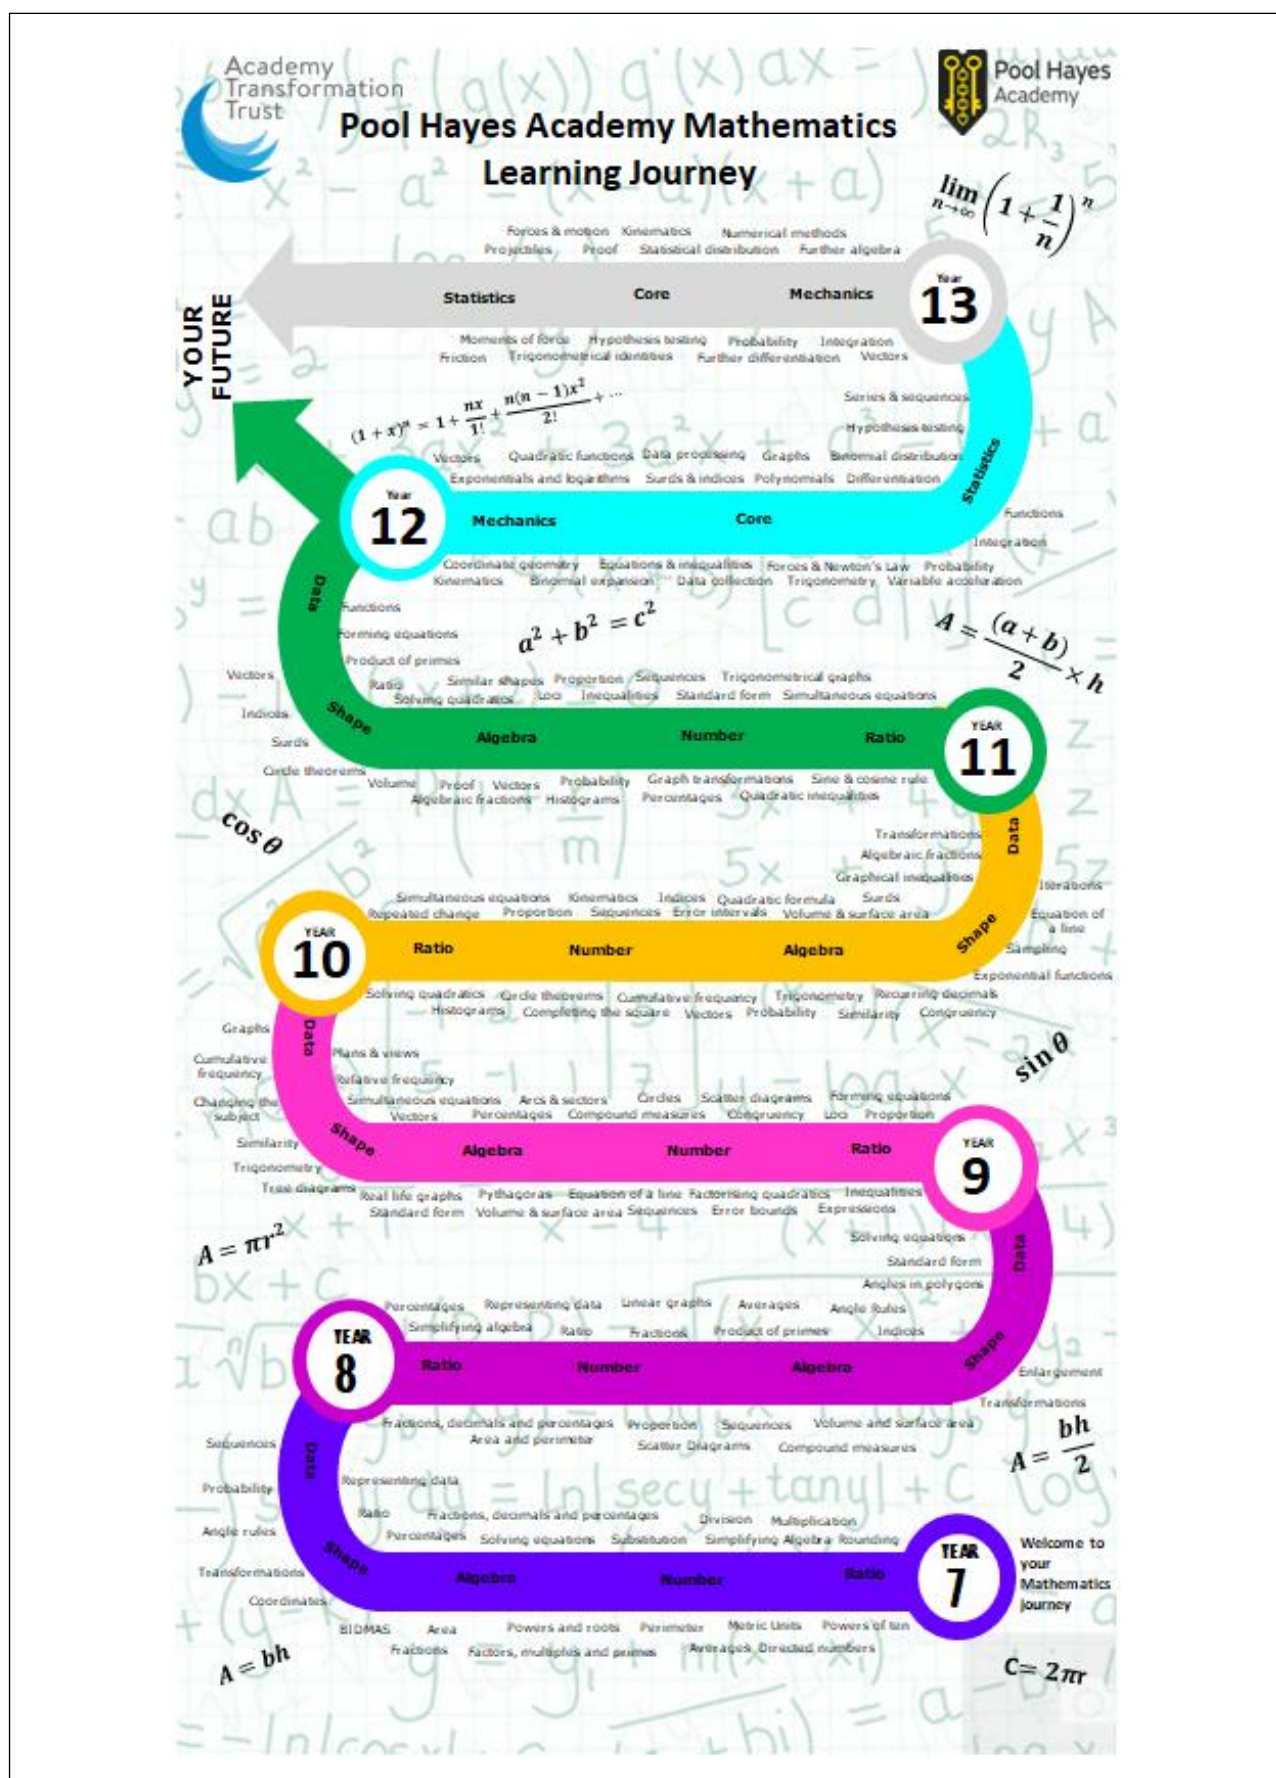 Academy
Transformation
Trust
Pool Hayes
Academy
Pool Hayes Academy Mathematics
Learning Journey
lim n→∞ (1 + 1/n)^n
Forces & motion Kinematics Numerical methods
Projectiles Proof Statistical distribution Further algebra
Year
13
Statistics Core Mechanics
YOUR
FUTURE
Moments of force Hypothesis testing Probability Integration
Friction Trigonometrical identities Further differentiation Vectors
(1 + x)^n = 1 + nx/1! + n(n − 1)x²/2! + ...
Series & sequences
Hypothesis testing
Vectors Quadratic functions Data processing Graphs Binomial distribution
Exponentials and logarithms Surds & indices Polynomials Differentiation
Statistics
Year
12
Mechanics Core
Functions
Integration
Coordinate geometry Equations & inequalities Forces & Newton's Law Probability
Kinematics Binomial expansion Data collection Trigonometry Variable acceleration
Data
Functions
Forming equations
Product of primes
a² + b² = c²
A = (a + b)/2 × h
Vectors
Ratio Similar shapes Proportion Sequences Trigonometrical graphs
Solving quadratics Loci Inequalities Standard form Simultaneous equations
Indices
Surds
Circle theorems
Shape Algebra Number Ratio
YEAR
11
Volume Proof Vectors Probability Graph transformations Sine & cosine rule
Algebraic fractions Histograms Percentages Quadratic inequalities
cos θ
Transformations
Algebraic fractions
Graphical inequalities
Data
Simultaneous equations Kinematics Indices Quadratic formula Surds
Repeated change Proportion Sequences Error intervals Volume & surface area
Iterations
Equation of
a line
Sampling
Exponential functions
YEAR
10
Ratio Number Algebra Shape
Solving quadratics Circle theorems Cumulative frequency Trigonometry Recurring decimals
Histograms Completing the square Vectors Probability Similarity Congruency
sin θ
Graphs
Cumulative
frequency
Changing the
subject
Similarity
Trigonometry
Tree diagrams
Data
Plans & views
Relative frequency
Simultaneous equations Arcs & sectors Circles Scatter diagrams Forming equations
Vectors Percentages Compound measures Congruency Loci Proportion
Shape Algebra Number Ratio
YEAR
9
Real life graphs Pythagoras Equation of a line Factorising quadratics Inequalities
Standard form Volume & surface area Sequences Error bounds Expressions
A = πr²
Solving equations
Standard form
Angles in polygons
Data
Percentages Representing data Linear graphs Averages Angle Rules
Simplifying algebra Ratio Fractions Product of primes Indices
YEAR
8
Ratio Number Algebra Shape
Enlargement
Transformations
Fractions, decimals and percentages Proportion Sequences Volume and surface area
Area and perimeter Scatter Diagrams Compound measures
A = bh/2
Sequences
Probability
Angle rules
Transformations
Coordinates
Data
Representing data
Ratio Fractions, decimals and percentages Division Multiplication
Percentages Solving equations Substitution Simplifying Algebra Rounding
Shape Algebra Number Ratio
YEAR
7
Welcome to
your
Mathematics
journey
BIDMAS Area Powers and roots Perimeter Metric Units Powers of ten
Fractions Factors, multiples and primes Averages Directed numbers
A = bh
C= 2πr